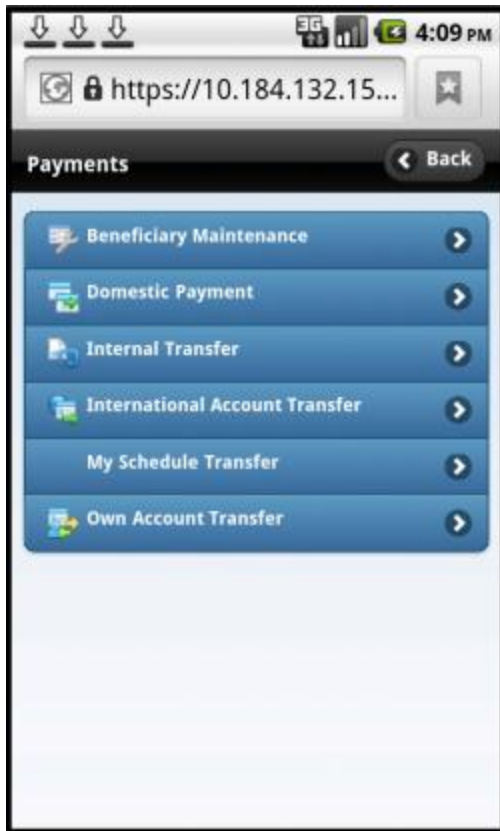 3G 4:09 PM
https://10.184.132.15...
Payments Back
Beneficiary Maintenance
Domestic Payment
Internal Transfer
International Account Transfer
My Schedule Transfer
Own Account Transfer